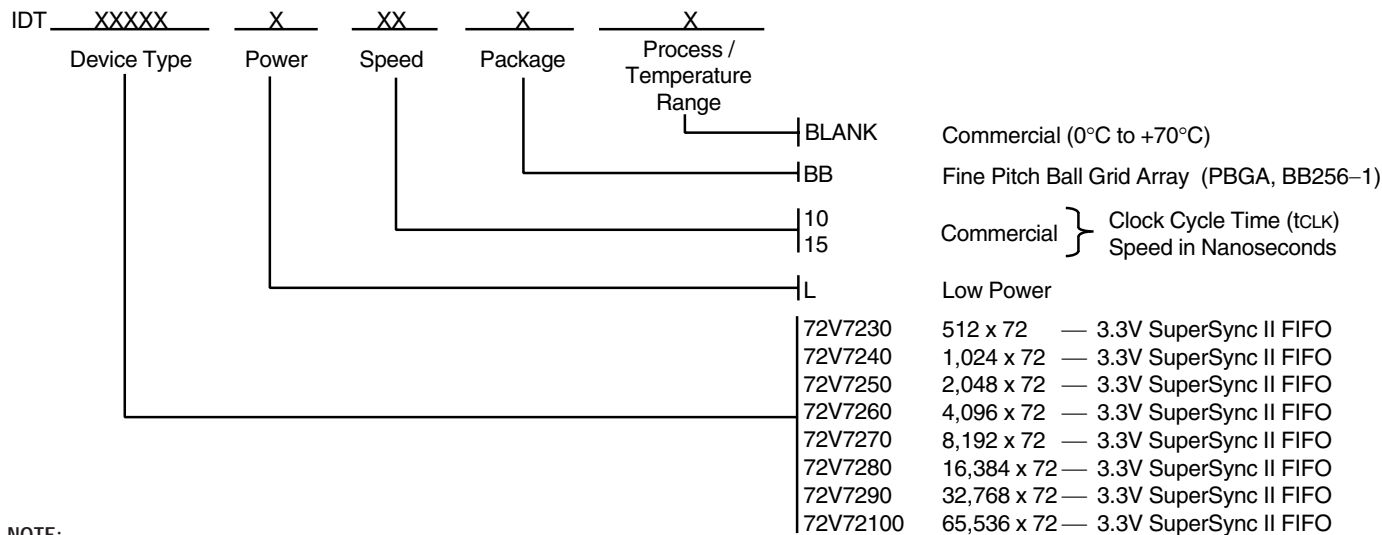 IDT XXXXX X XX X X
Device Type Power Speed Package Process /
Temperature
Range
BLANK Commercial (0°C to +70°C)
BB Fine Pitch Ball Grid Array (PBGA, BB256–1)
10
15
Commercial } Clock Cycle Time (tCLK)
Speed in Nanoseconds
L Low Power
72V7230 512 x 72 — 3.3V SuperSync II FIFO
72V7240 1,024 x 72 — 3.3V SuperSync II FIFO
72V7250 2,048 x 72 — 3.3V SuperSync II FIFO
72V7260 4,096 x 72 — 3.3V SuperSync II FIFO
72V7270 8,192 x 72 — 3.3V SuperSync II FIFO
72V7280 16,384 x 72 — 3.3V SuperSync II FIFO
72V7290 32,768 x 72 — 3.3V SuperSync II FIFO
72V72100 65,536 x 72 — 3.3V SuperSync II FIFO
NOTE: